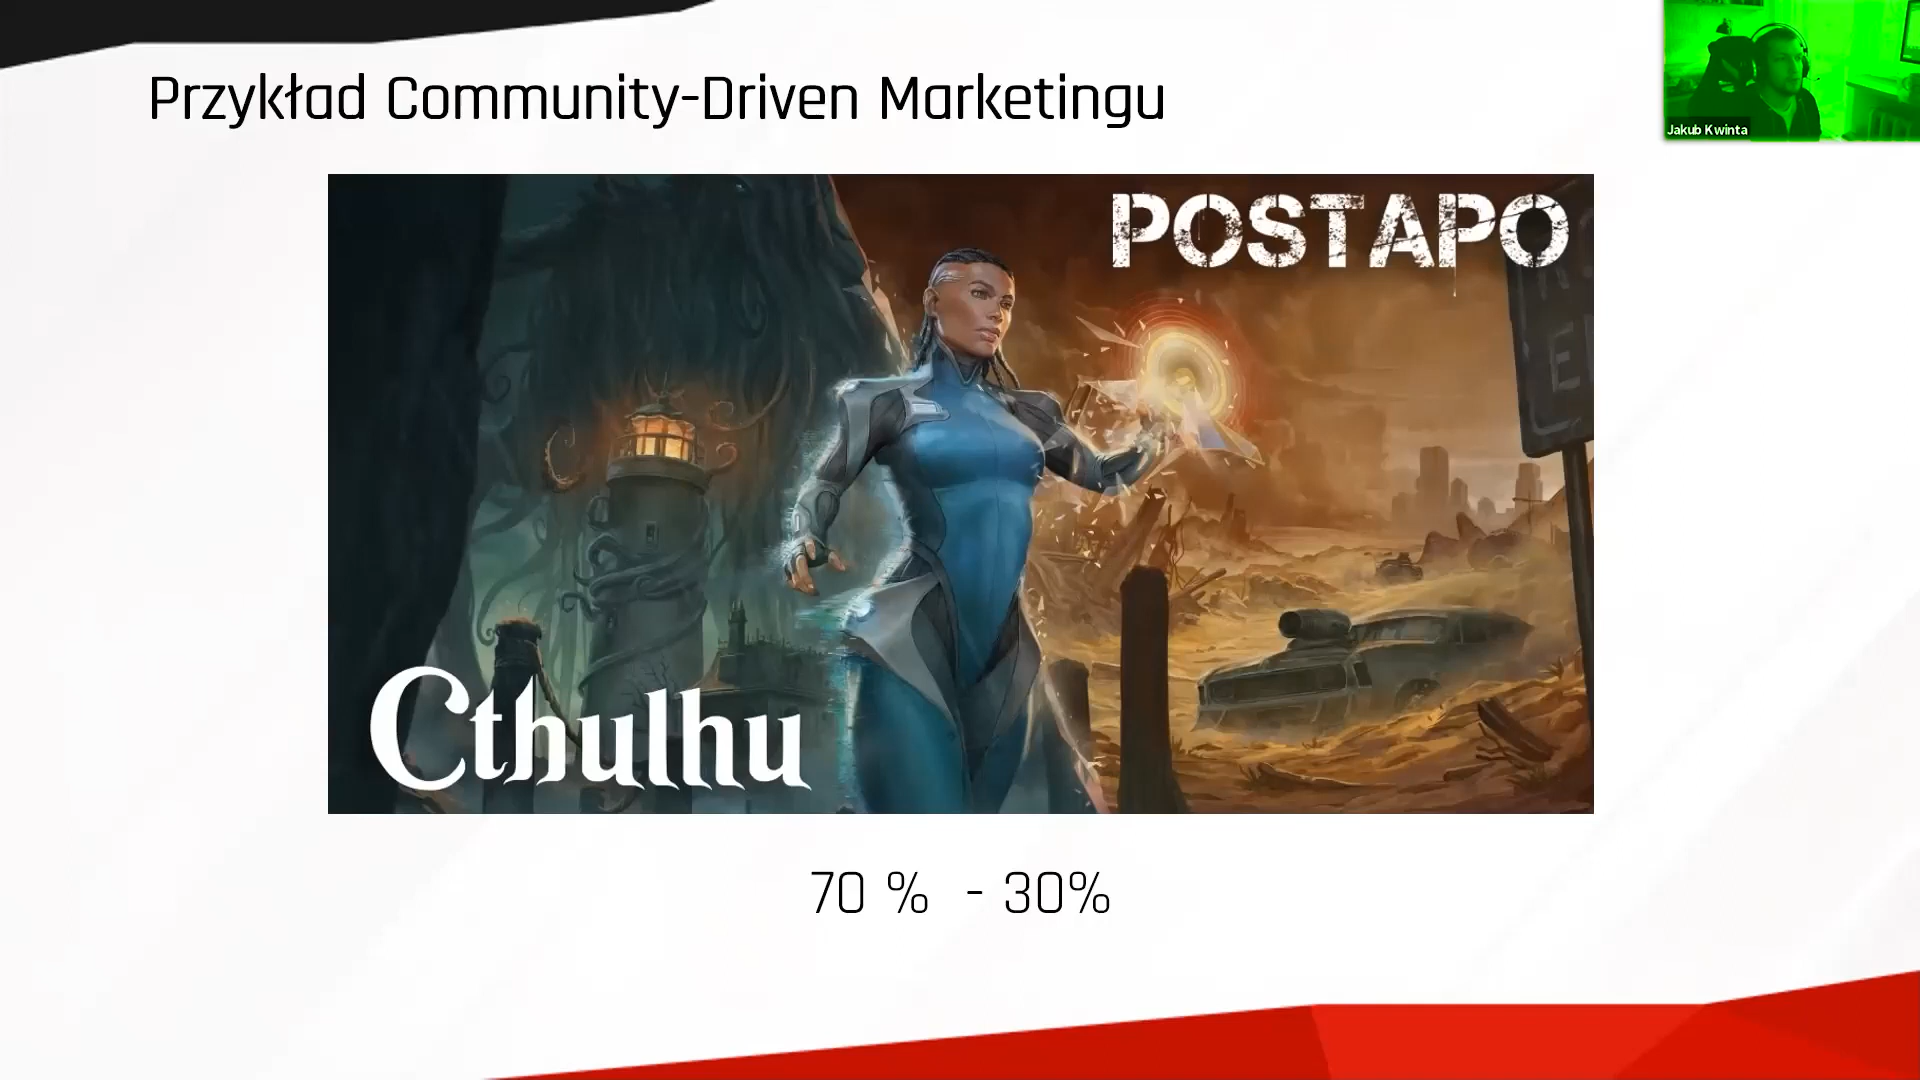 Przykład Community-Driven Marketingu
Jakub Kwinta
POSTAPO
Cthulhu
70 % - 30%